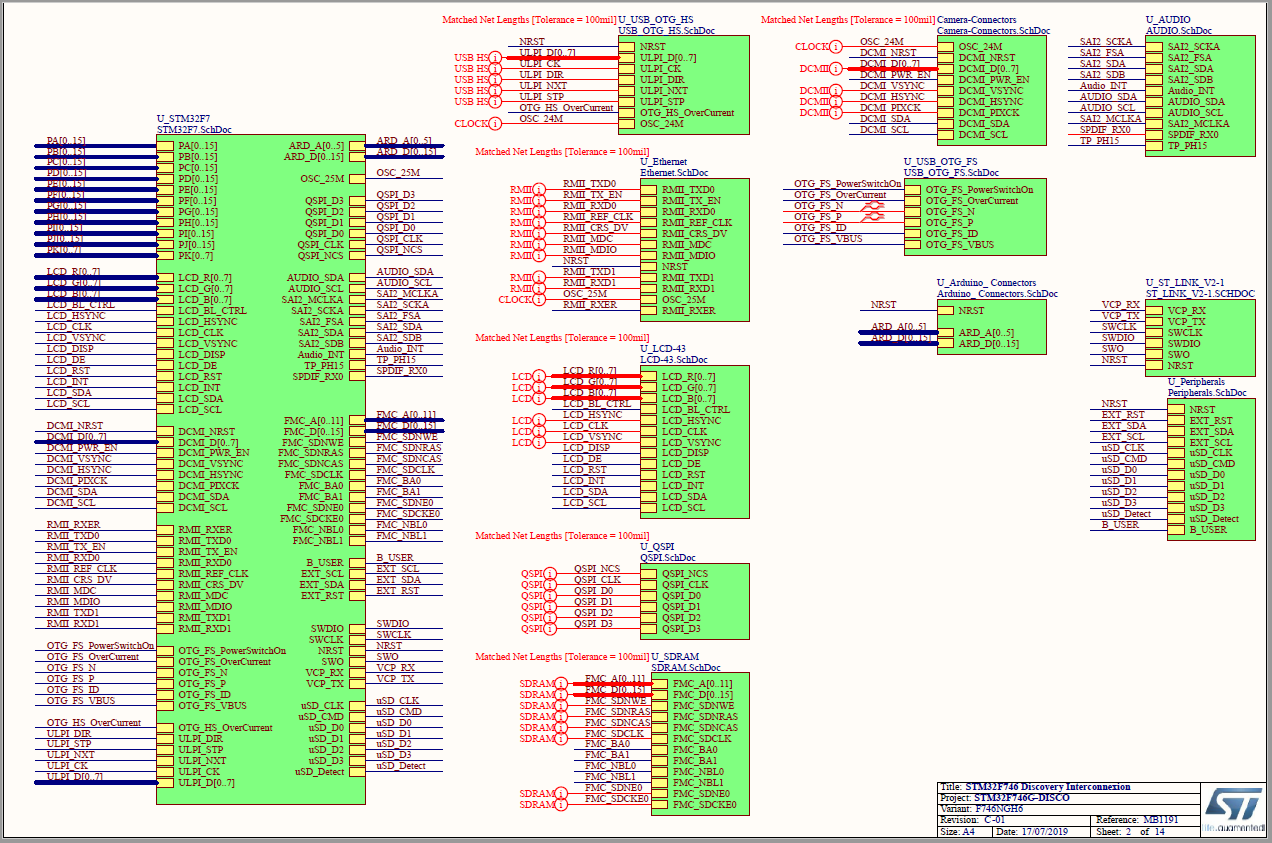 U_STM32F7
STM32F7.SchDoc
PA[0..15]
PB[0..15]
PC[0..15]
PD[0..15]
PE[0..15]
PF[0..15]
PG[0..15]
PH[0..15]
PI[0..15]
PJ[0..15]
PK[0..7]
LCD_R[0..7]
LCD_G[0..7]
LCD_B[0..7]
LCD_BL_CTRL
LCD_HSYNC
LCD_CLK
LCD_VSYNC
LCD_DISP
LCD_DE
LCD_RST
LCD_INT
LCD_SDA
LCD_SCL
DCMI_NRST
DCMI_D[0..7]
DCMI_PWR_EN
DCMI_VSYNC
DCMI_HSYNC
DCMI_PIXCK
DCMI_SDA
DCMI_SCL
RMII_RXER
RMII_TXD0
RMII_TX_EN
RMII_RXD0
RMII_REF_CLK
RMII_CRS_DV
RMII_MDC
RMII_MDIO
RMII_TXD1
RMII_RXD1
OTG_FS_PowerSwitchOn
OTG_FS_OverCurrent
OTG_FS_N
OTG_FS_P
OTG_FS_ID
OTG_FS_VBUS
OTG_HS_OverCurrent
ULPI_DIR
ULPI_STP
ULPI_NXT
ULPI_CK
ULPI_D[0..7]
PA[0..15]
PB[0..15]
PC[0..15]
PD[0..15]
PE[0..15]
PF[0..15]
PG[0..15]
PH[0..15]
PI[0..15]
PJ[0..15]
PK[0..7]
LCD_R[0..7]
LCD_G[0..7]
LCD_B[0..7]
LCD_BL_CTRL
LCD_HSYNC
LCD_CLK
LCD_VSYNC
LCD_DISP
LCD_DE
LCD_RST
LCD_INT
LCD_SDA
LCD_SCL
DCMI_NRST
DCMI_D[0..7]
DCMI_PWR_EN
DCMI_VSYNC
DCMI_HSYNC
DCMI_PIXCK
DCMI_SDA
DCMI_SCL
RMII_RXER
RMII_TXD0
RMII_TX_EN
RMII_RXD0
RMII_REF_CLK
RMII_CRS_DV
RMII_MDC
RMII_MDIO
RMII_TXD1
RMII_RXD1
OTG_FS_PowerSwitchOn
OTG_FS_OverCurrent
OTG_FS_N
OTG_FS_P
OTG_FS_ID
OTG_FS_VBUS
OTG_HS_OverCurrent
ULPI_DIR
ULPI_STP
ULPI_NXT
ULPI_CK
ULPI_D[0..7]
ARD_A[0..5]
ARD_D[0..15]
OSC_25M
QSPI_D3
QSPI_D2
QSPI_D1
QSPI_D0
QSPI_CLK
QSPI_NCS
AUDIO_SDA
AUDIO_SCL
SAI2_MCLKA
SAI2_SCKA
SAI2_FSA
SAI2_SDA
SAI2_SDB
Audio_INT
TP_PH15
SPDIF_RX0
FMC_A[0..11]
FMC_D[0..15]
FMC_SDNWE
FMC_SDNRAS
FMC_SDNCAS
FMC_SDCLK
FMC_BA0
FMC_BA1
FMC_SDNE0
FMC_SDCKE0
FMC_NBL0
FMC_NBL1
B_USER
EXT_SCL
EXT_SDA
EXT_RST
SWDIO
SWCLK
NRST
SWO
VCP_RX
VCP_TX
uSD_CLK
uSD_CMD
uSD_D0
uSD_D1
uSD_D2
uSD_D3
uSD_Detect
ARD_A[0..5]
ARD_D[0..15]
OSC_25M
QSPI_D3
QSPI_D2
QSPI_D1
QSPI_D0
QSPI_CLK
QSPI_NCS
AUDIO_SDA
AUDIO_SCL
SAI2_MCLKA
SAI2_SCKA
SAI2_FSA
SAI2_SDA
SAI2_SDB
Audio_INT
TP_PH15
SPDIF_RX0
FMC_A[0..11]
FMC_D[0..15]
FMC_SDNWE
FMC_SDNRAS
FMC_SDNCAS
FMC_SDCLK
FMC_BA0
FMC_BA1
FMC_SDNE0
FMC_SDCKE0
FMC_NBL0
FMC_NBL1
B_USER
EXT_SCL
EXT_SDA
EXT_RST
SWDIO
SWCLK
NRST
SWO
VCP_RX
VCP_TX
uSD_CLK
uSD_CMD
uSD_D0
uSD_D1
uSD_D2
uSD_D3
uSD_Detect
Matched Net Lengths [Tolerance = 100mil]
U_USB_OTG_HS
USB_OTG_HS.SchDoc
NRST NRST
USB HS i ULPI_D[0..7] ULPI_D[0..7]
USB HS i ULPI_CK ULPI_CK
USB HS i ULPI_DIR ULPI_DIR
USB HS i ULPI_NXT ULPI_NXT
USB HS i ULPI_STP ULPI_STP
OTG_HS_OverCurrent OTG_HS_OverCurrent
CLOCK i OSC_24M OSC_24M
Matched Net Lengths [Tolerance = 100mil]
U_Ethernet
Ethernet.SchDoc
RMII i RMII_TXD0 RMII_TXD0
RMII i RMII_TX_EN RMII_TX_EN
RMII i RMII_RXD0 RMII_RXD0
RMII i RMII_REF_CLK RMII_REF_CLK
RMII i RMII_CRS_DV RMII_CRS_DV
RMII i RMII_MDC RMII_MDC
RMII i RMII_MDIO RMII_MDIO
NRST NRST
RMII i RMII_TXD1 RMII_TXD1
RMII i RMII_RXD1 RMII_RXD1
CLOCK i OSC_25M OSC_25M
RMII_RXER RMII_RXER
Matched Net Lengths [Tolerance = 100mil]
U_LCD-43
LCD-43.SchDoc
LCD i LCD_R[0..7] LCD_R[0..7]
LCD i LCD_G[0..7] LCD_G[0..7]
LCD i LCD_B[0..7] LCD_B[0..7]
LCD_BL_CTRL LCD_BL_CTRL
LCD i LCD_HSYNC LCD_HSYNC
LCD i LCD_CLK LCD_CLK
LCD i LCD_VSYNC LCD_VSYNC
LCD_DISP LCD_DISP
LCD_DE LCD_DE
LCD_RST LCD_RST
LCD_INT LCD_INT
LCD_SDA LCD_SDA
LCD_SCL LCD_SCL
Matched Net Lengths [Tolerance = 100mil]
U_QSPI
QSPI.SchDoc
QSPI i QSPI_NCS QSPI_NCS
QSPI i QSPI_CLK QSPI_CLK
QSPI i QSPI_D0 QSPI_D0
QSPI i QSPI_D1 QSPI_D1
QSPI i QSPI_D2 QSPI_D2
QSPI i QSPI_D3 QSPI_D3
Matched Net Lengths [Tolerance = 100mil]
U_SDRAM
SDRAM.SchDoc
SDRAM i FMC_A[0..11] FMC_A[0..11]
SDRAM i FMC_D[0..15] FMC_D[0..15]
SDRAM i FMC_SDNWE FMC_SDNWE
SDRAM i FMC_SDNRAS FMC_SDNRAS
SDRAM i FMC_SDNCAS FMC_SDNCAS
SDRAM i FMC_SDCLK FMC_SDCLK
FMC_BA0 FMC_BA0
FMC_BA1 FMC_BA1
FMC_NBL0 FMC_NBL0
FMC_NBL1 FMC_NBL1
SDRAM i FMC_SDNE0 FMC_SDNE0
SDRAM i FMC_SDCKE0 FMC_SDCKE0
Matched Net Lengths [Tolerance = 100mil]
Camera-Connectors
Camera-Connectors.SchDoc
CLOCK i OSC_24M OSC_24M
DCMI_NRST DCMI_NRST
DCMI i DCMI_D[0..7] DCMI_D[0..7]
DCMI_PWR_EN DCMI_PWR_EN
DCMI i DCMI_VSYNC DCMI_VSYNC
DCMI i DCMI_HSYNC DCMI_HSYNC
DCMI i DCMI_PIXCK DCMI_PIXCK
DCMI_SDA DCMI_SDA
DCMI_SCL DCMI_SCL
U_USB_OTG_FS
USB_OTG_FS.SchDoc
OTG_FS_PowerSwitchOn OTG_FS_PowerSwitchOn
OTG_FS_OverCurrent OTG_FS_OverCurrent
OTG_FS_N OTG_FS_N
OTG_FS_P OTG_FS_P
OTG_FS_ID OTG_FS_ID
OTG_FS_VBUS OTG_FS_VBUS
U_Arduino_ Connectors
Arduino_ Connectors.SchDoc
NRST NRST
ARD_A[0..5] ARD_A[0..5]
ARD_D[0..15] ARD_D[0..15]
U_AUDIO
AUDIO.SchDoc
SAI2_SCKA SAI2_SCKA
SAI2_FSA SAI2_FSA
SAI2_SDA SAI2_SDA
SAI2_SDB SAI2_SDB
Audio_INT Audio_INT
AUDIO_SDA AUDIO_SDA
AUDIO_SCL AUDIO_SCL
SAI2_MCLKA SAI2_MCLKA
SPDIF_RX0 SPDIF_RX0
TP_PH15 TP_PH15
U_ST_LINK_V2-1
ST_LINK_V2-1.SCHDOC
VCP_RX VCP_RX
VCP_TX VCP_TX
SWCLK SWCLK
SWDIO SWDIO
SWO SWO
NRST NRST
U_Peripherals
Peripherals.SchDoc
NRST NRST
EXT_RST EXT_RST
EXT_SDA EXT_SDA
EXT_SCL EXT_SCL
uSD_CLK uSD_CLK
uSD_CMD uSD_CMD
uSD_D0 uSD_D0
uSD_D1 uSD_D1
uSD_D2 uSD_D2
uSD_D3 uSD_D3
uSD_Detect uSD_Detect
B_USER B_USER
Title: STM32F746 Discovery Interconnexion
Project: STM32F746G-DISCO
Variant: F746NGH6
Revision: C-01 Reference: MB1191
Size: A4 Date: 17/07/2019 Sheet: 2 of 14
ST
life.augmented